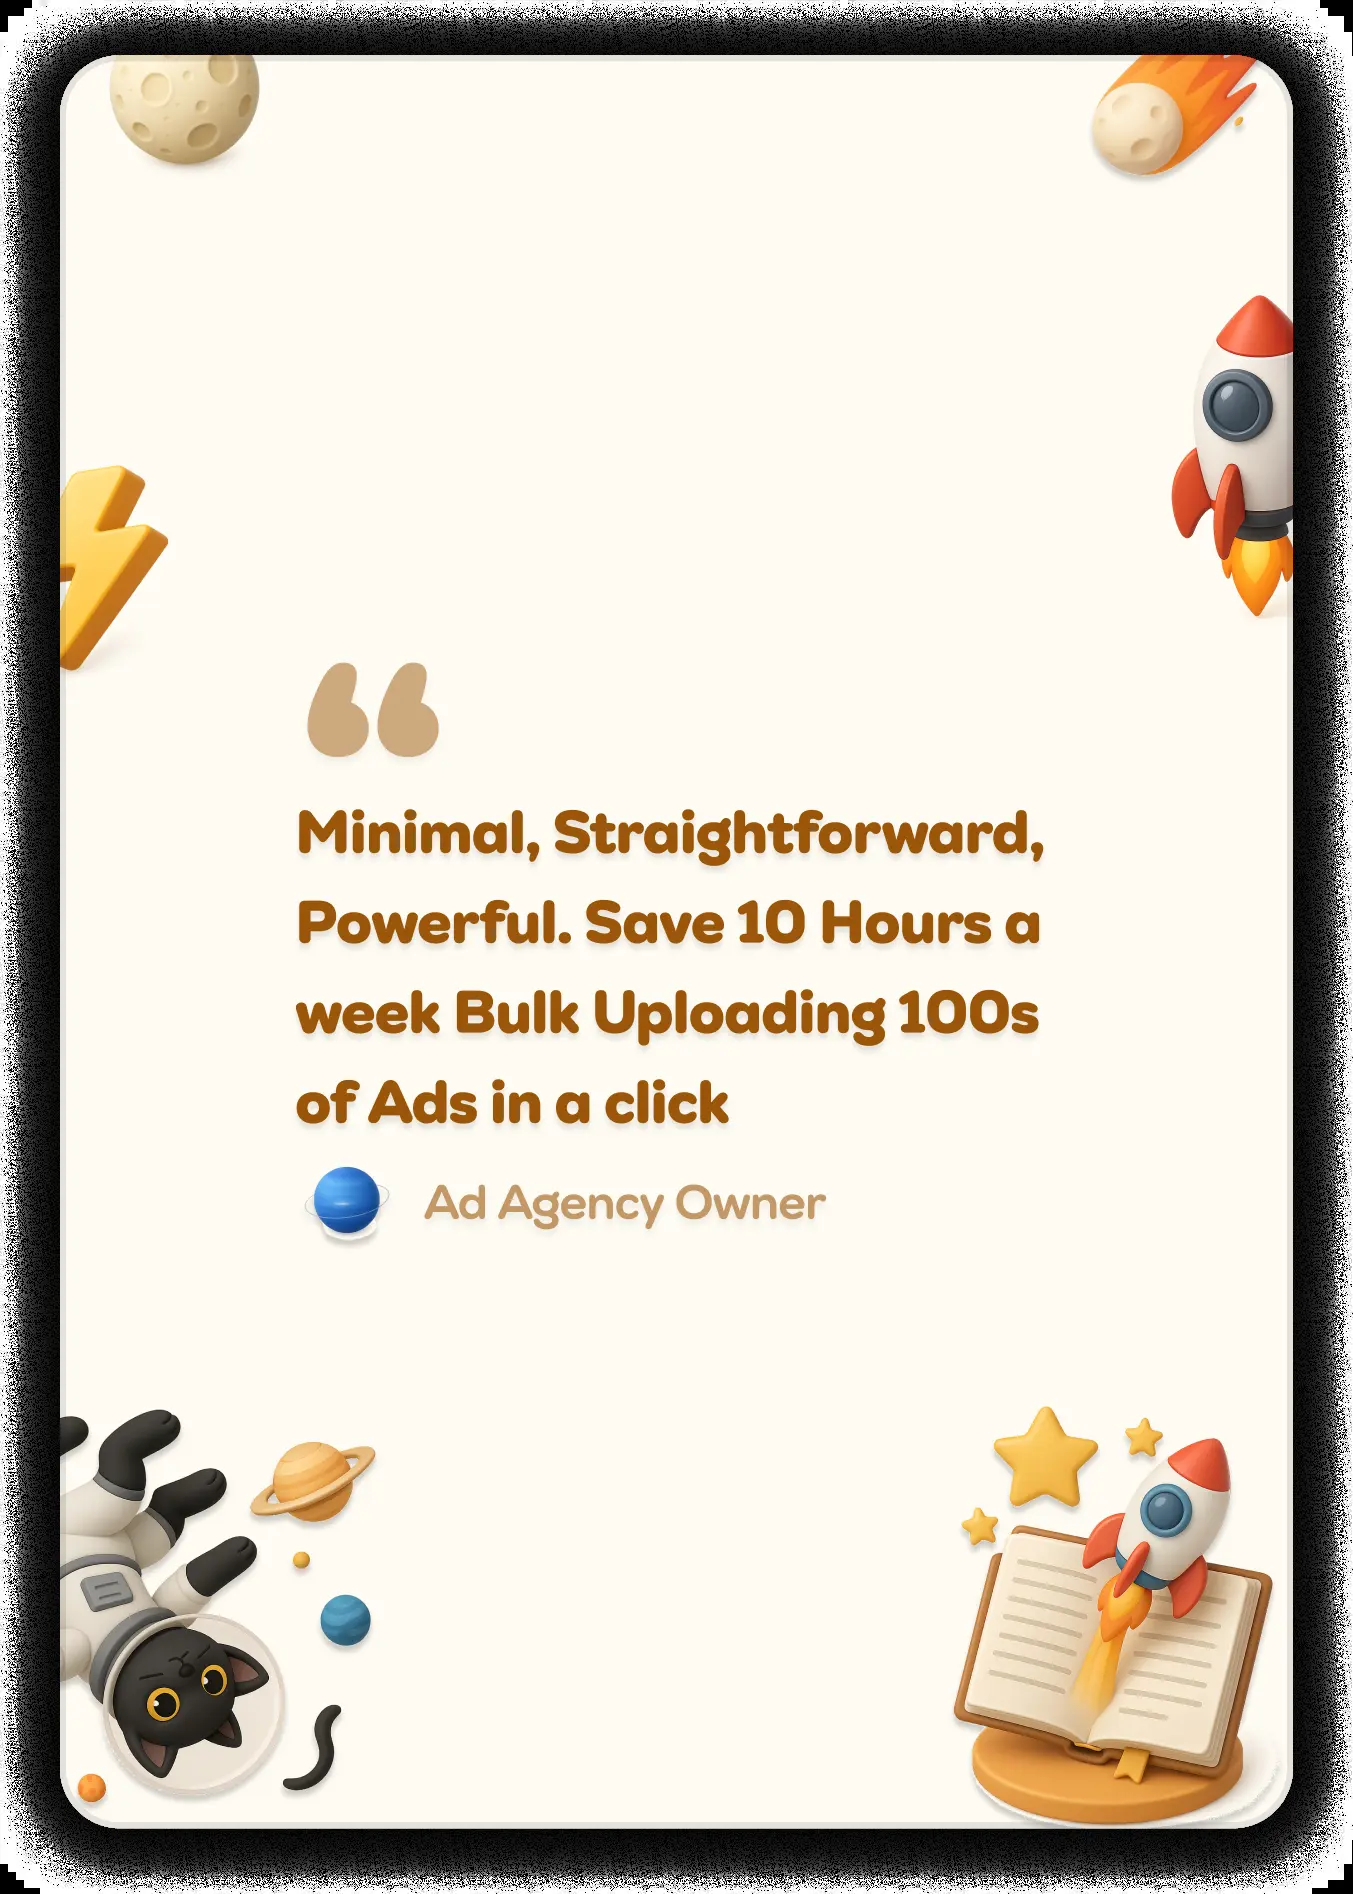 “
Minimal, Straightforward,
Powerful. Save 10 Hours a
week Bulk Uploading 100s
of Ads in a click
Ad Agency Owner